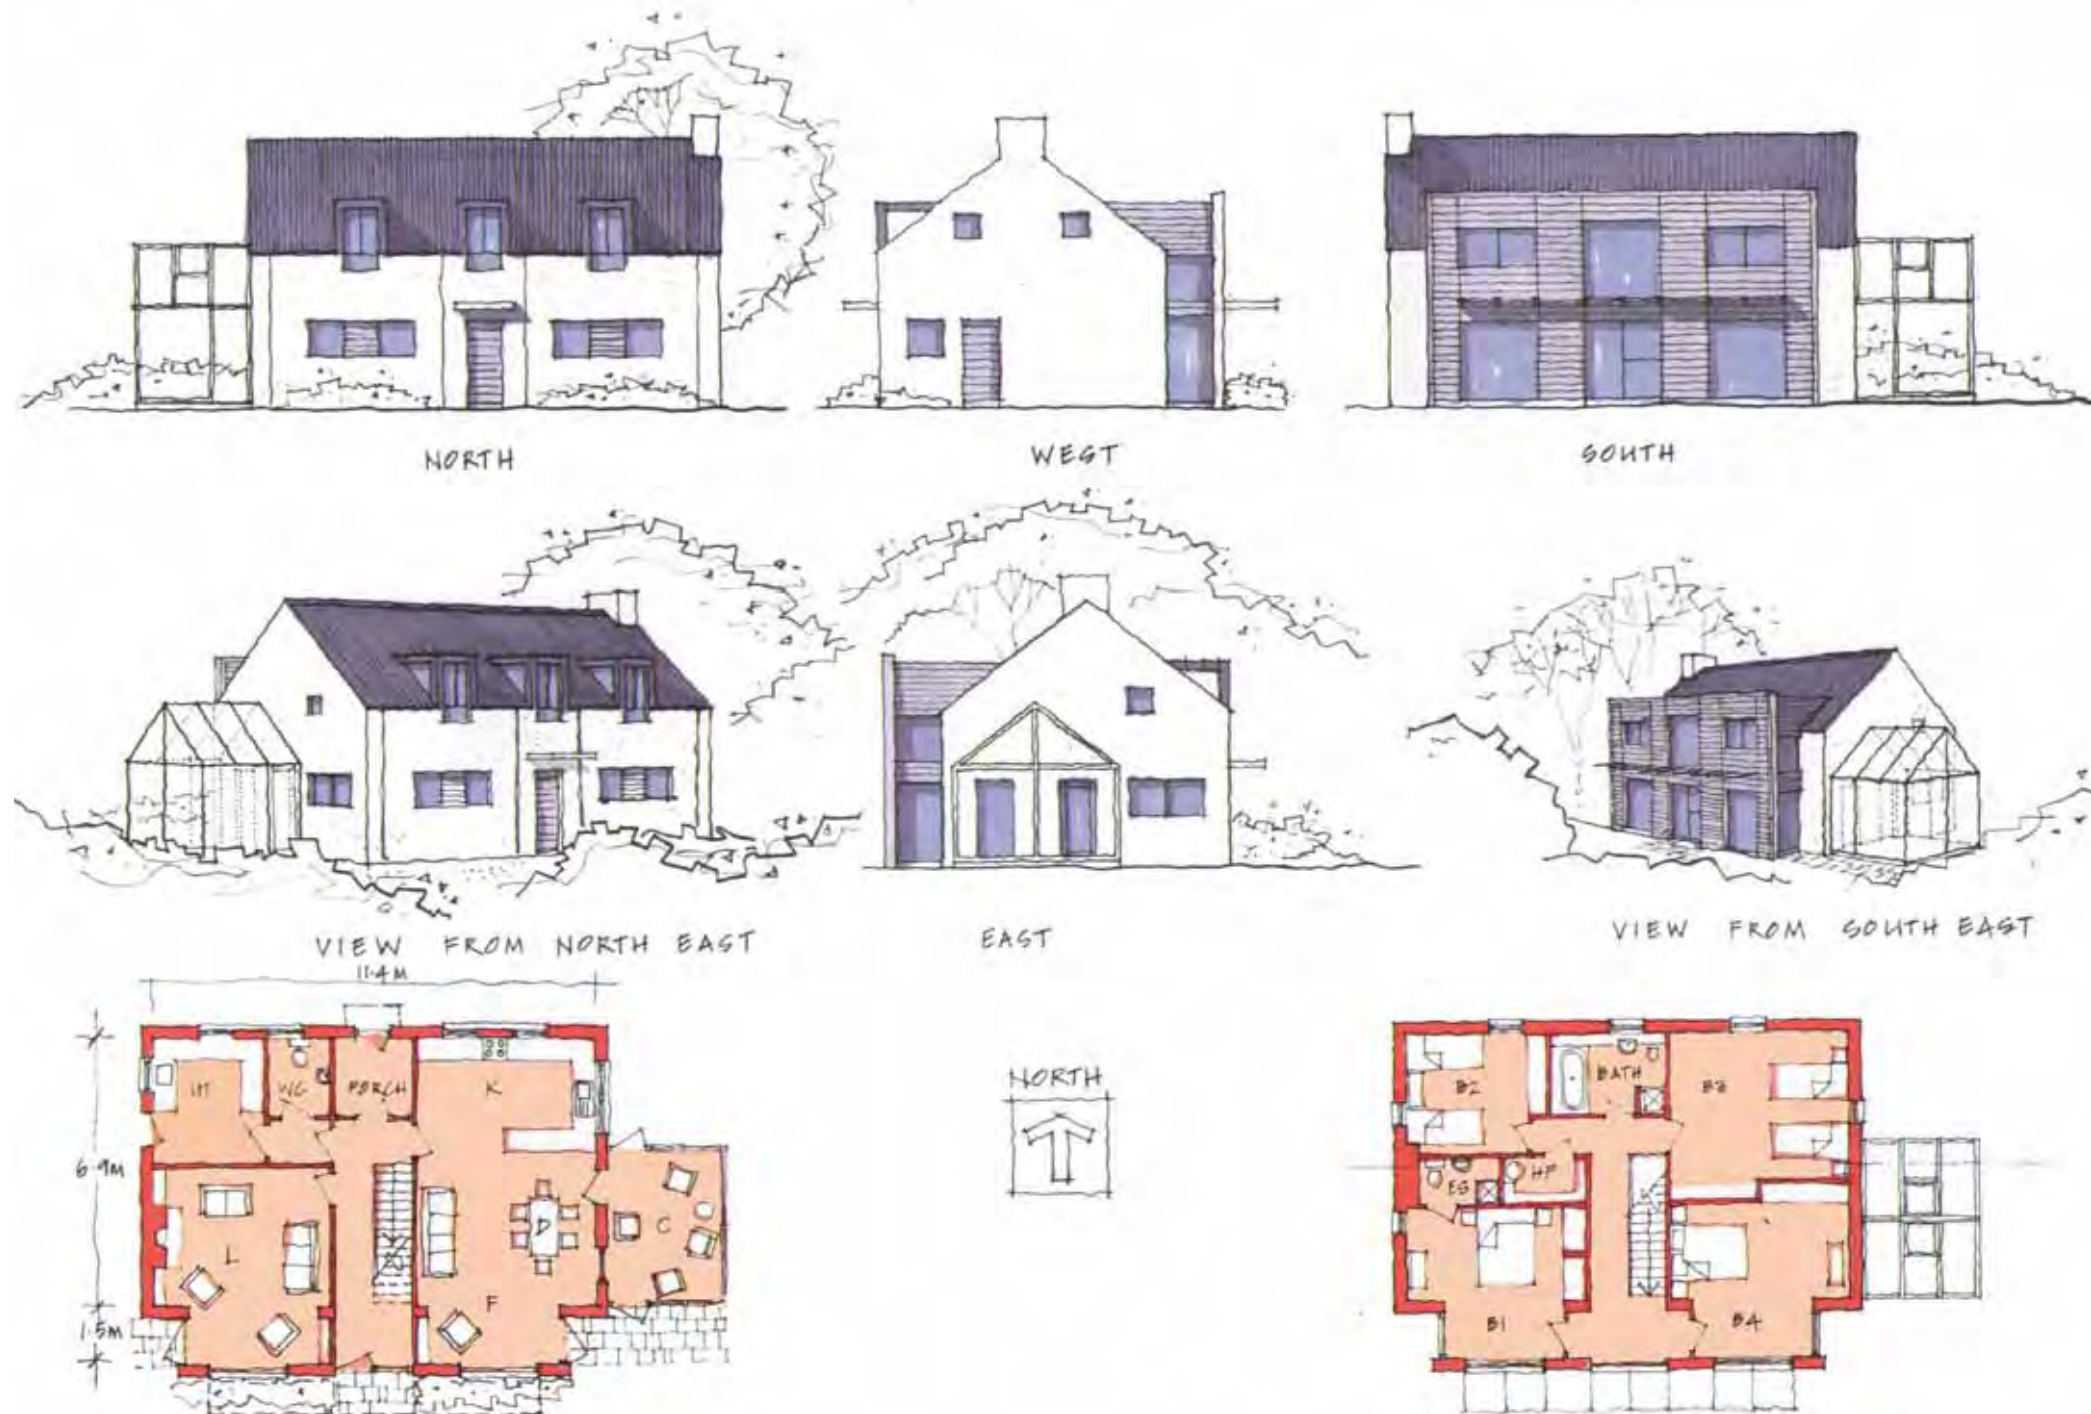 NORTH
WEST
SOUTH
VIEW FROM NORTH EAST
EAST
VIEW FROM SOUTH EAST
11.4M
6.9M
1.5M
UT
WC
PORCH
K
L
D
C
F
NORTH
B2
BATH
B3
ES
HP
B1
B4